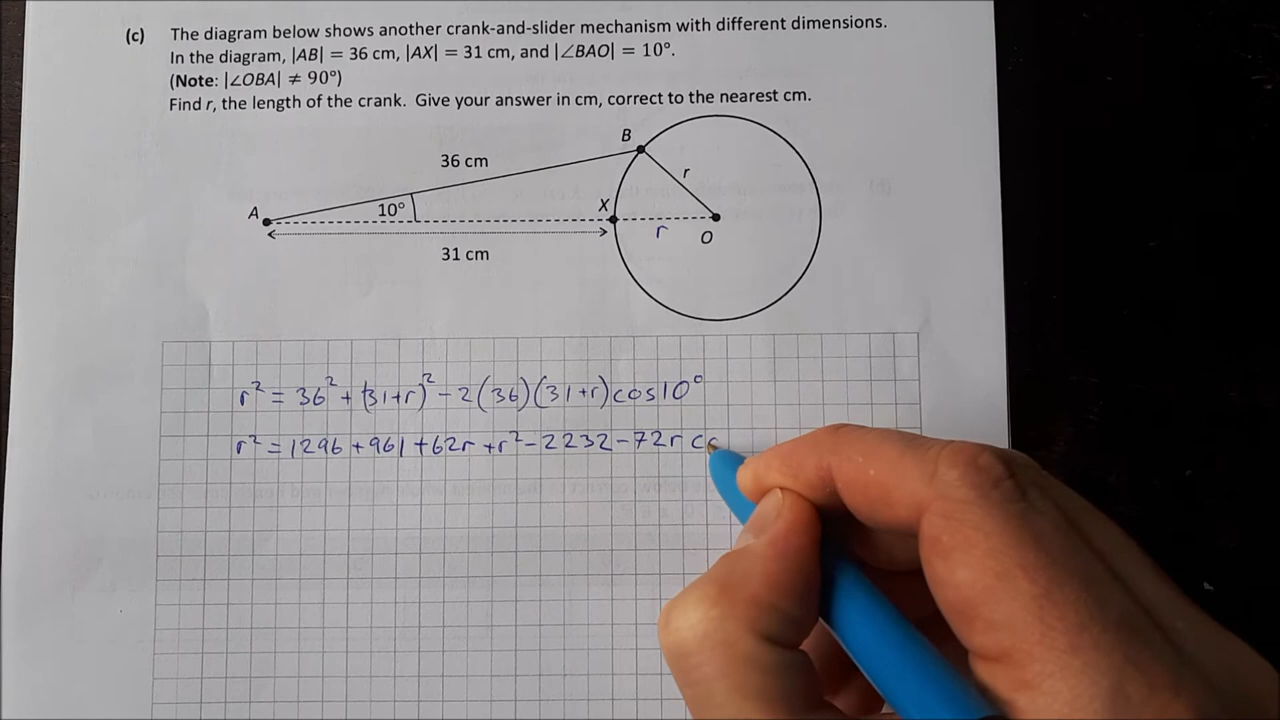 (c) The diagram below shows another crank-and-slider mechanism with different dimensions.
In the diagram, |AB| = 36 cm, |AX| = 31 cm, and |∠BAO| = 10°.
(Note: |∠OBA| ≠ 90°)
Find r, the length of the crank. Give your answer in cm, correct to the nearest cm.
B
36 cm
r
A
10°
X
r
O
31 cm
r² = 36² + (31+r)² - 2(36)(31+r)cos10°
r² = 1296 + 961 + 62r + r² - 2232 - 72r co